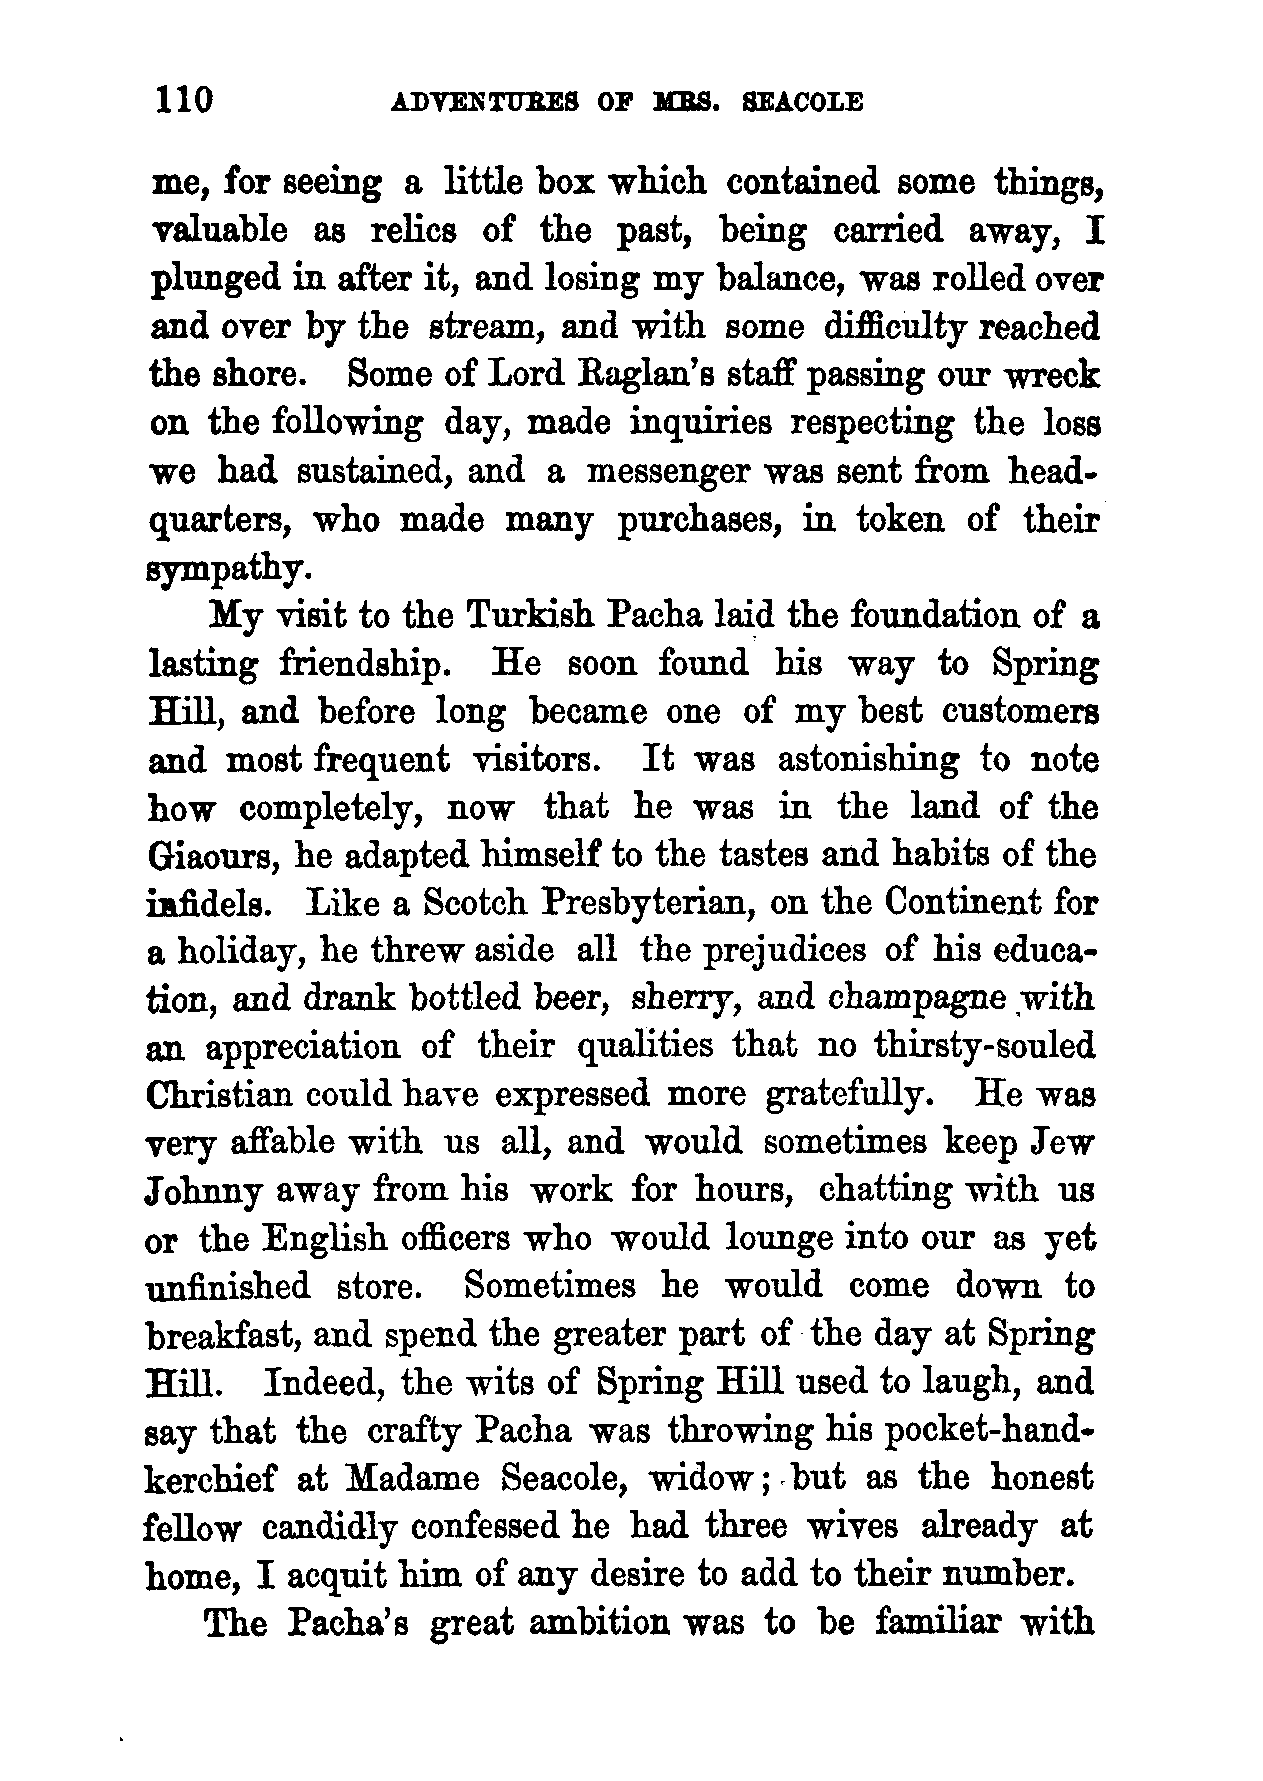 110 ADVENTURES OF MRS. SEACOLE
me, for seeing a little box which contained some things,
valuable as relics of the past, being carried away, I
plunged in after it, and losing my balance, was rolled over
and over by the stream, and with some difficulty reached
the shore. Some of Lord Raglan's staff passing our wreck
on the following day, made inquiries respecting the loss
we had sustained, and a messenger was sent from head-
quarters, who made many purchases, in token of their
sympathy.
My visit to the Turkish Pacha laid the foundation of a
lasting friendship. He soon found his way to Spring
Hill, and before long became one of my best customers
and most frequent visitors. It was astonishing to note
how completely, now that he was in the land of the
Giaours, he adapted himself to the tastes and habits of the
infidels. Like a Scotch Presbyterian, on the Continent for
a holiday, he threw aside all the prejudices of his educa-
tion, and drank bottled beer, sherry, and champagne with
an appreciation of their qualities that no thirsty-souled
Christian could have expressed more gratefully. He was
very affable with us all, and would sometimes keep Jew
Johnny away from his work for hours, chatting with us
or the English officers who would lounge into our as yet
unfinished store. Sometimes he would come down to
breakfast, and spend the greater part of the day at Spring
Hill. Indeed, the wits of Spring Hill used to laugh, and
say that the crafty Pacha was throwing his pocket-hand-
kerchief at Madame Seacole, widow; but as the honest
fellow candidly confessed he had three wives already at
home, I acquit him of any desire to add to their number.
The Pacha's great ambition was to be familiar with